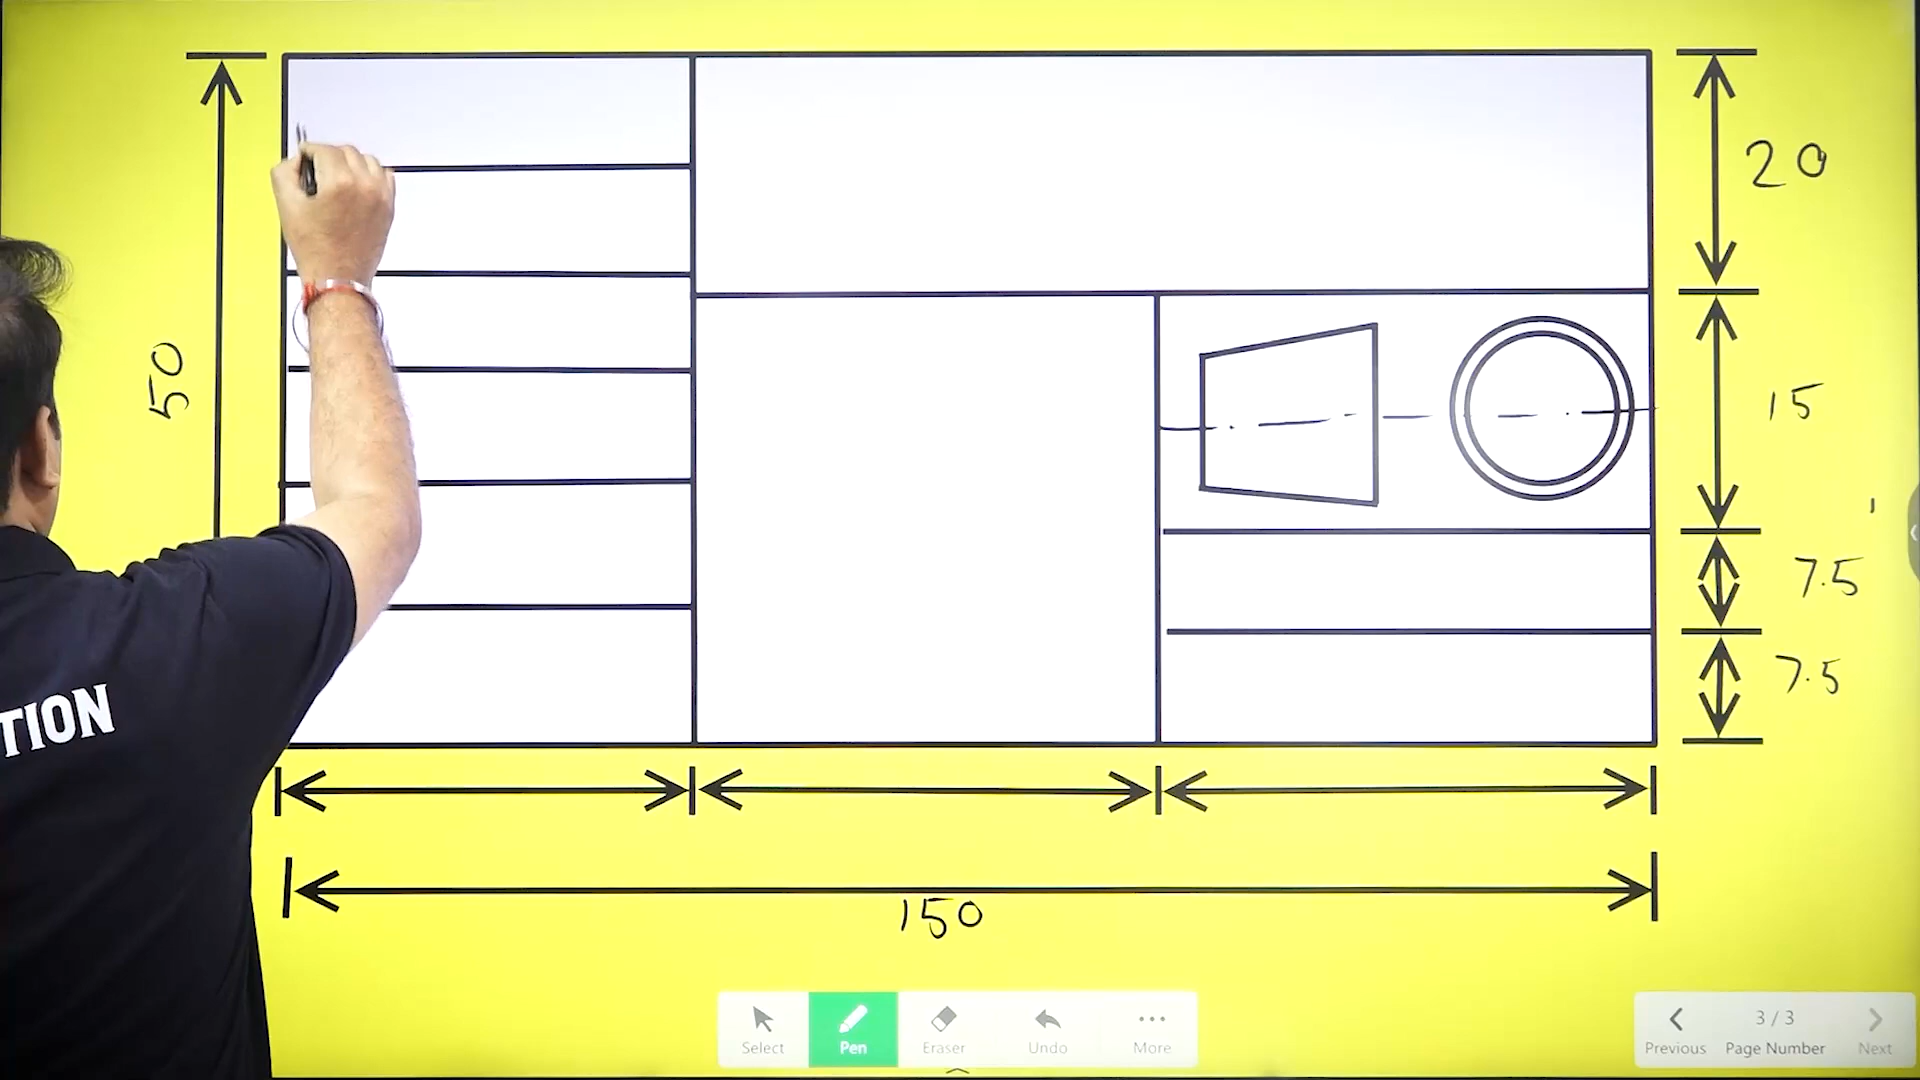 20
50
15
7.5
7.5
TION
150
Select
Pen
Eraser
Undo
More
Previous
3 / 3
Page Number
Next